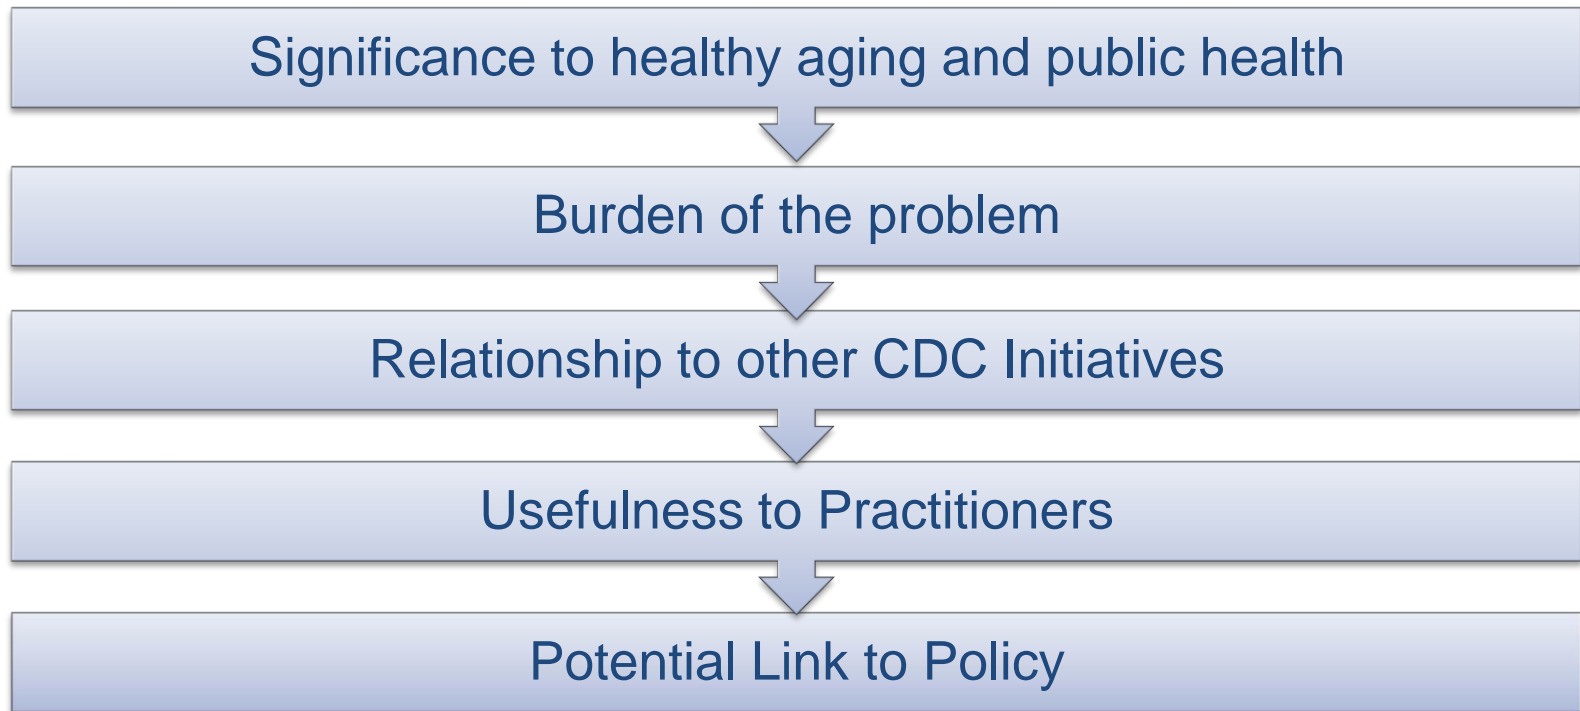 Significance to healthy aging and public health
Burden of the problem
Relationship to other CDC Initiatives
Usefulness to Practitioners
Potential Link to Policy